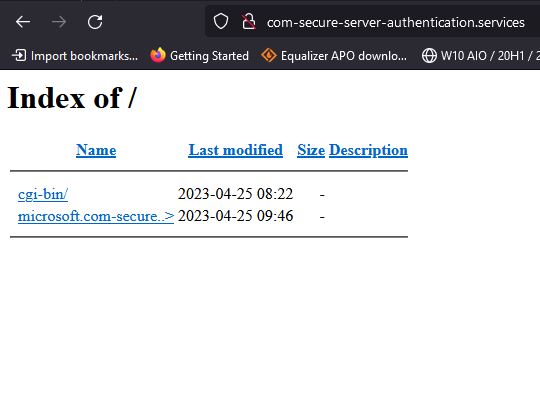 com-secure-server-authentication.services
Import bookmarks... Getting Started Equalizer APO downlo... W10 AIO / 20H1 / 2
Index of /
Name Last modified Size Description
cgi-bin/ 2023-04-25 08:22 -
microsoft.com-secure..> 2023-04-25 09:46 -